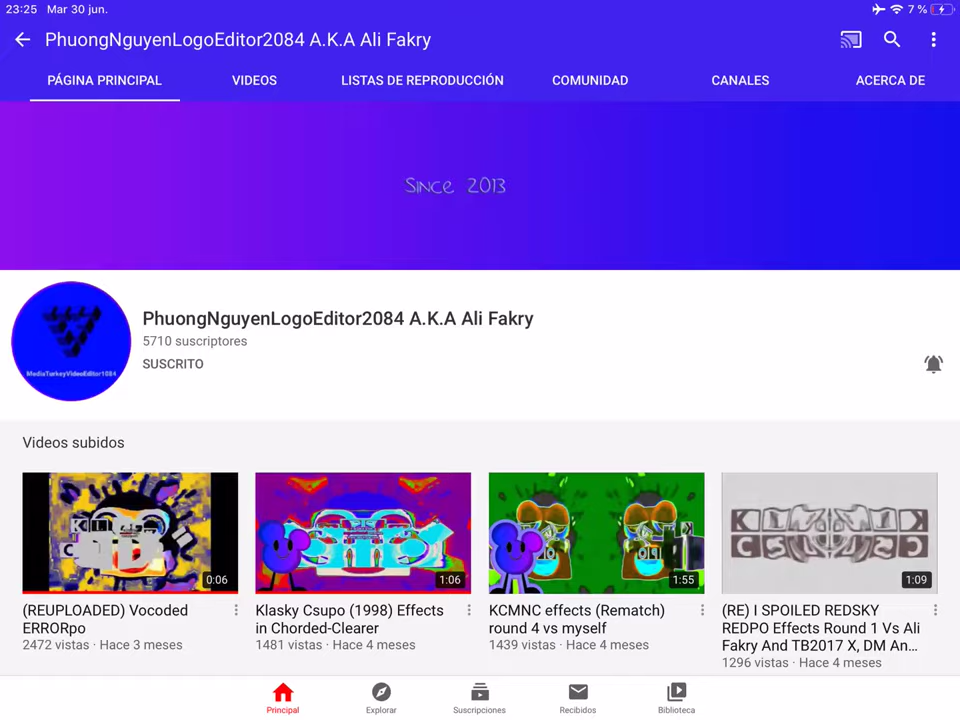 23:25 Mar 30 jun.
7 %
PhuongNguyenLogoEditor2084 A.K.A Ali Fakry
PÁGINA PRINCIPAL
VIDEOS
LISTAS DE REPRODUCCIÓN
COMUNIDAD
CANALES
ACERCA DE
Since 2013
MediaTurkeyVideoEditor1084
PhuongNguyenLogoEditor2084 A.K.A Ali Fakry
5710 suscriptores
SUSCRITO
Videos subidos
0:06
1:06
1:55
1:09
(REUPLOADED) Vocoded
ERRORpo
2472 vistas · Hace 3 meses
Klasky Csupo (1998) Effects
in Chorded-Clearer
1481 vistas · Hace 4 meses
KCMNC effects (Rematch)
round 4 vs myself
1439 vistas · Hace 4 meses
(RE) I SPOILED REDSKY
REDPO Effects Round 1 Vs Ali
Fakry And TB2017 X, DM An...
1296 vistas · Hace 4 meses
Principal
Explorar
Suscripciones
Recibidos
Biblioteca